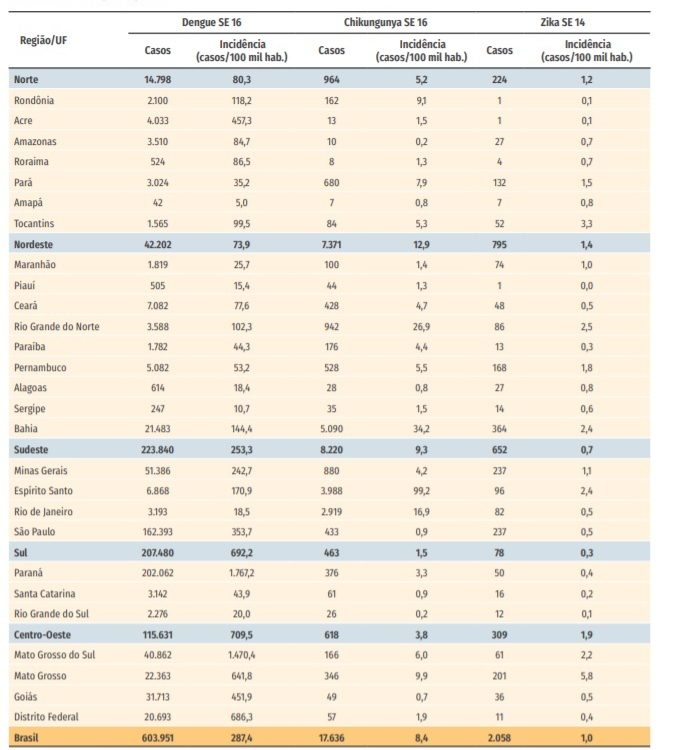 Dengue SE 16 Chikungunya SE 16 Zika SE 14
Região/UF Casos Incidência (casos/100 mil hab.) Casos Incidência (casos/100 mil hab.) Casos Incidência (casos/100 mil hab.)
Norte 14.798 80,3 964 5,2 224 1,2
Rondônia 2.100 118,2 162 9,1 1 0,1
Acre 4.033 457,3 13 1,5 1 0,1
Amazonas 3.510 84,7 10 0,2 27 0,7
Roraima 524 86,5 8 1,3 4 0,7
Pará 3.024 35,2 680 7,9 132 1,5
Amapá 42 5,0 7 0,8 7 0,8
Tocantins 1.565 99,5 84 5,3 52 3,3
Nordeste 42.202 73,9 7.371 12,9 795 1,4
Maranhão 1.819 25,7 100 1,4 74 1,0
Piauí 505 15,4 44 1,3 1 0,0
Ceará 7.082 77,6 428 4,7 48 0,5
Rio Grande do Norte 3.588 102,3 942 26,9 86 2,5
Paraíba 1.782 44,3 176 4,4 13 0,3
Pernambuco 5.082 53,2 528 5,5 168 1,8
Alagoas 614 18,4 28 0,8 27 0,8
Sergipe 247 10,7 35 1,5 14 0,6
Bahia 21.483 144,4 5.090 34,2 364 2,4
Sudeste 223.840 253,3 8.220 9,3 652 0,7
Minas Gerais 51.386 242,7 880 4,2 237 1,1
Espírito Santo 6.868 170,9 3.988 99,2 96 2,4
Rio de Janeiro 3.193 18,5 2.919 16,9 82 0,5
São Paulo 162.393 353,7 433 0,9 237 0,5
Sul 207.480 692,2 463 1,5 78 0,3
Paraná 202.062 1.767,2 376 3,3 50 0,4
Santa Catarina 3.142 43,9 61 0,9 16 0,2
Rio Grande do Sul 2.276 20,0 26 0,2 12 0,1
Centro-Oeste 115.631 709,5 618 3,8 309 1,9
Mato Grosso do Sul 40.862 1.470,4 166 6,0 61 2,2
Mato Grosso 22.363 641,8 346 9,9 201 5,8
Goiás 31.713 451,9 49 0,7 36 0,5
Distrito Federal 20.693 686,3 57 1,9 11 0,4
Brasil 603.951 287,4 17.636 8,4 2.058 1,0